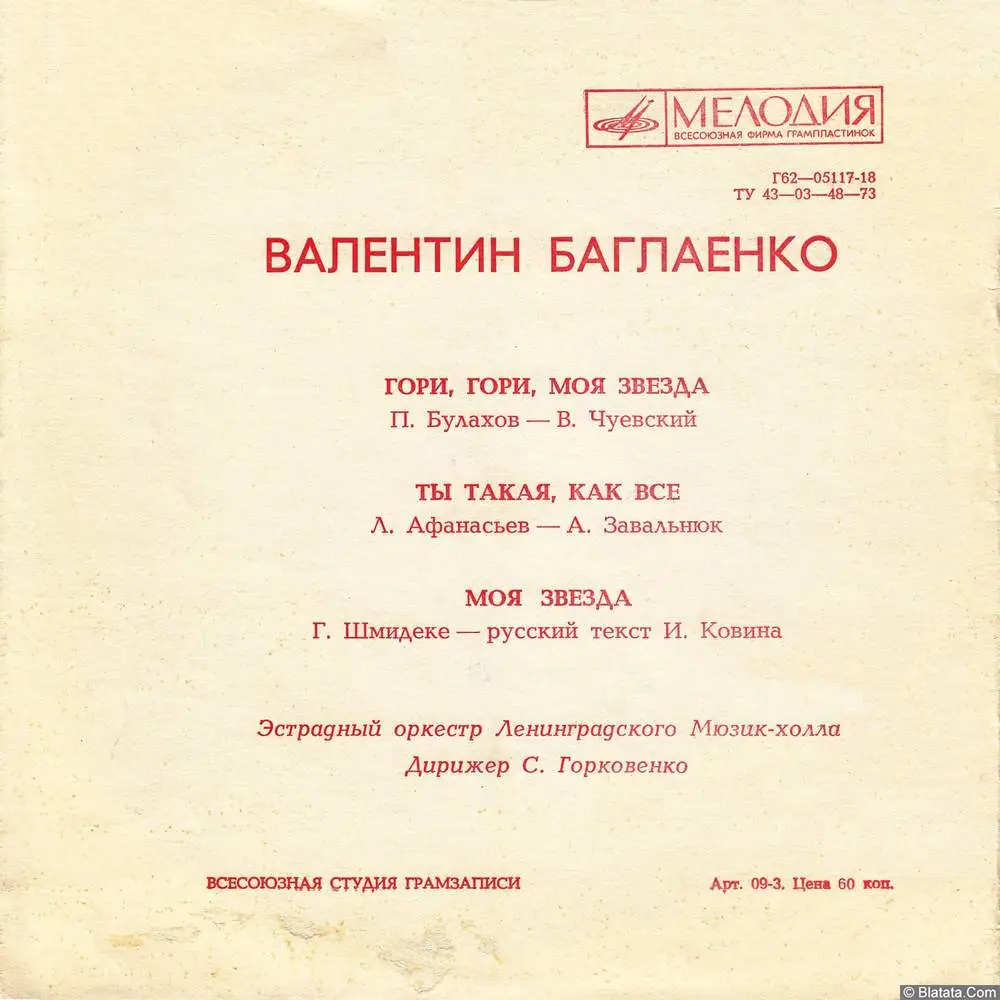 МЕЛОДИЯ
ВСЕСОЮЗНАЯ ФИРМА ГРАМПЛАСТИНОК
Г62—05117-18
ТУ 43—03—48—73
ВАЛЕНТИН БАГЛАЕНКО
ГОРИ, ГОРИ, МОЯ ЗВЕЗДА
П. Булахов — В. Чуевский
ТЫ ТАКАЯ, КАК ВСЕ
Л. Афанасьев — А. Завальнюк
МОЯ ЗВЕЗДА
Г. Шмидеке — русский текст И. Ковина
Эстрадный оркестр Ленинградского Мюзик-холла
Дирижер С. Горковенко
ВСЕСОЮЗНАЯ СТУДИЯ ГРАМЗАПИСИ Арт. 09-3. Цена 60 коп.
© Blatata.Com